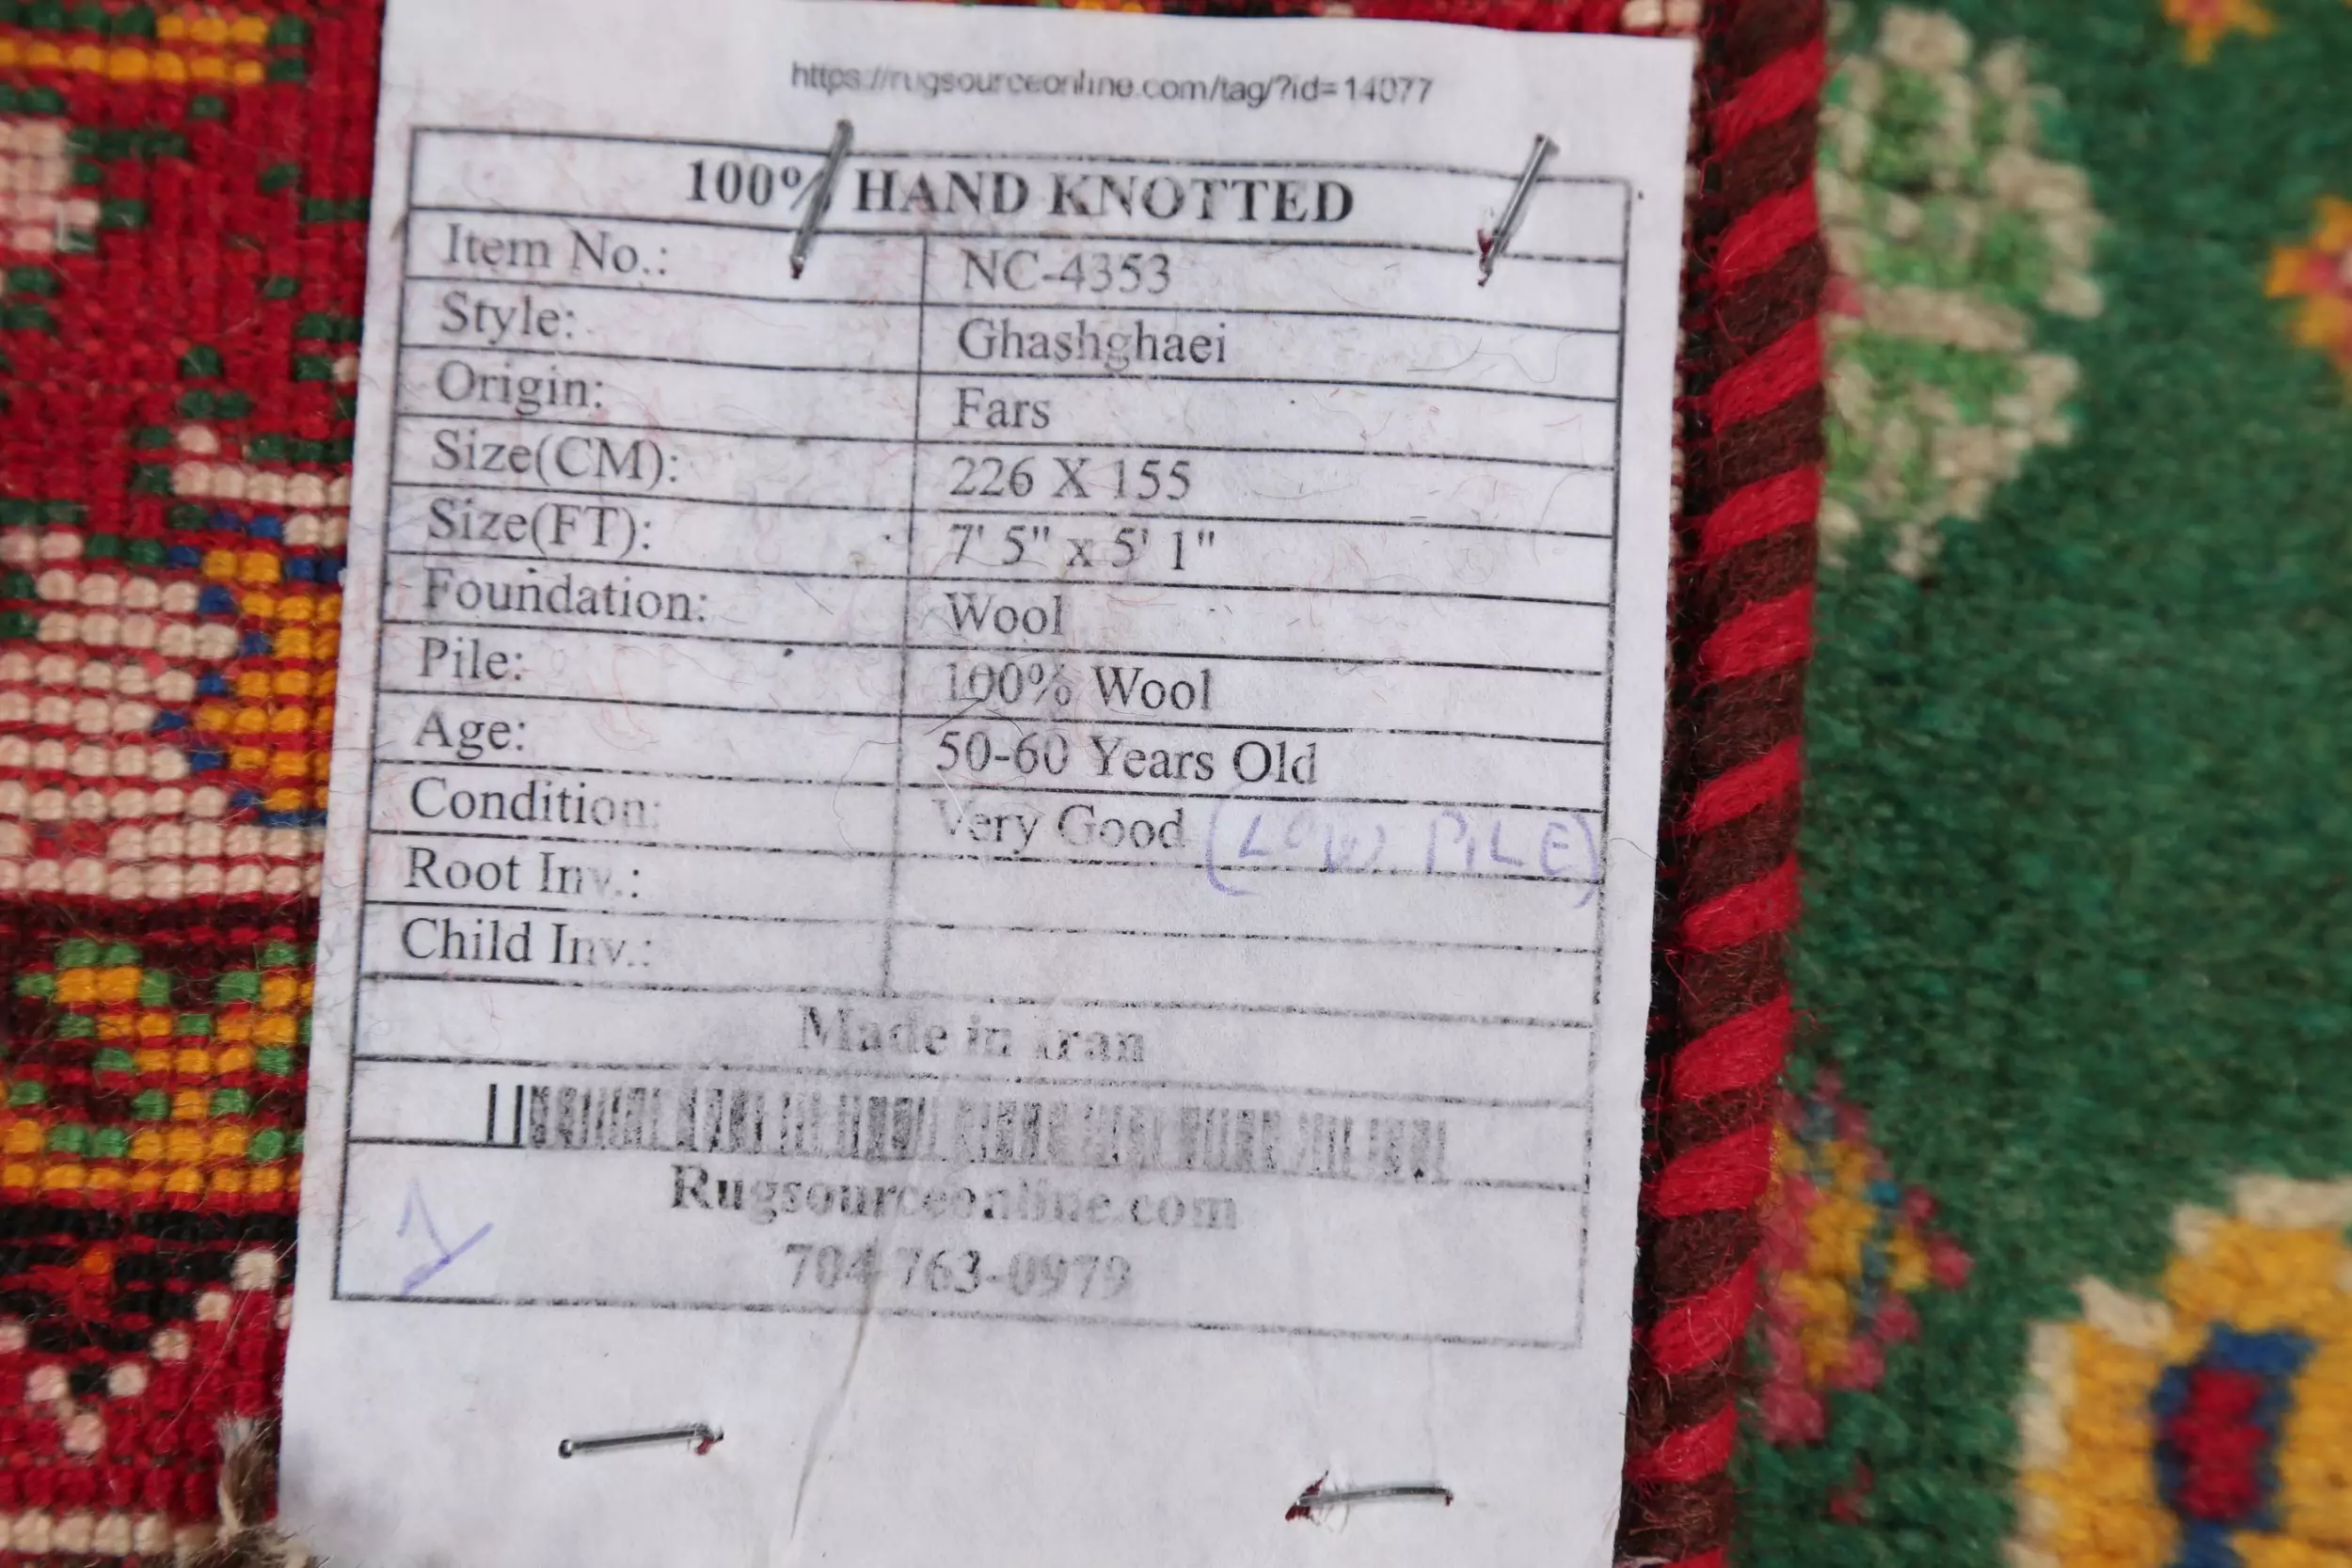 https://rugsourceonline.com/tag/?id=14077
100% HAND KNOTTED
Item No.: NC-4353
Style: Ghashghaei
Origin: Fars
Size(CM): 226 X 155
Size(FT): 7' 5" x 5' 1"
Foundation: Wool
Pile: 100% Wool
Age: 50-60 Years Old
Condition: Very Good (LOW PILE)
Root Inv.:
Child Inv.:
Made in Iran
Rugsourceonline.com
704 763-0979
1